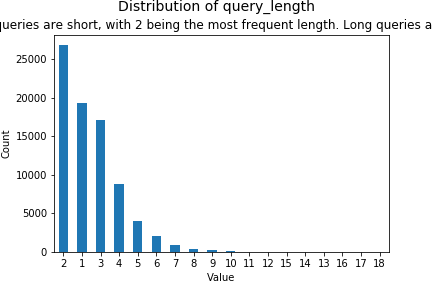 Distribution of query_length
queries are short, with 2 being the most frequent length. Long queries a
25000
20000
15000
10000
5000
0
Count
2 1 3 4 5 6 7 8 9 10 11 12 15 14 13 16 17 18
Value